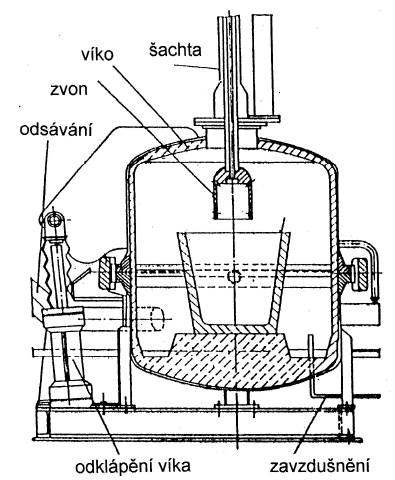 šachta
víko
zvon
odsávání
odklápění víka
zavzdušnění